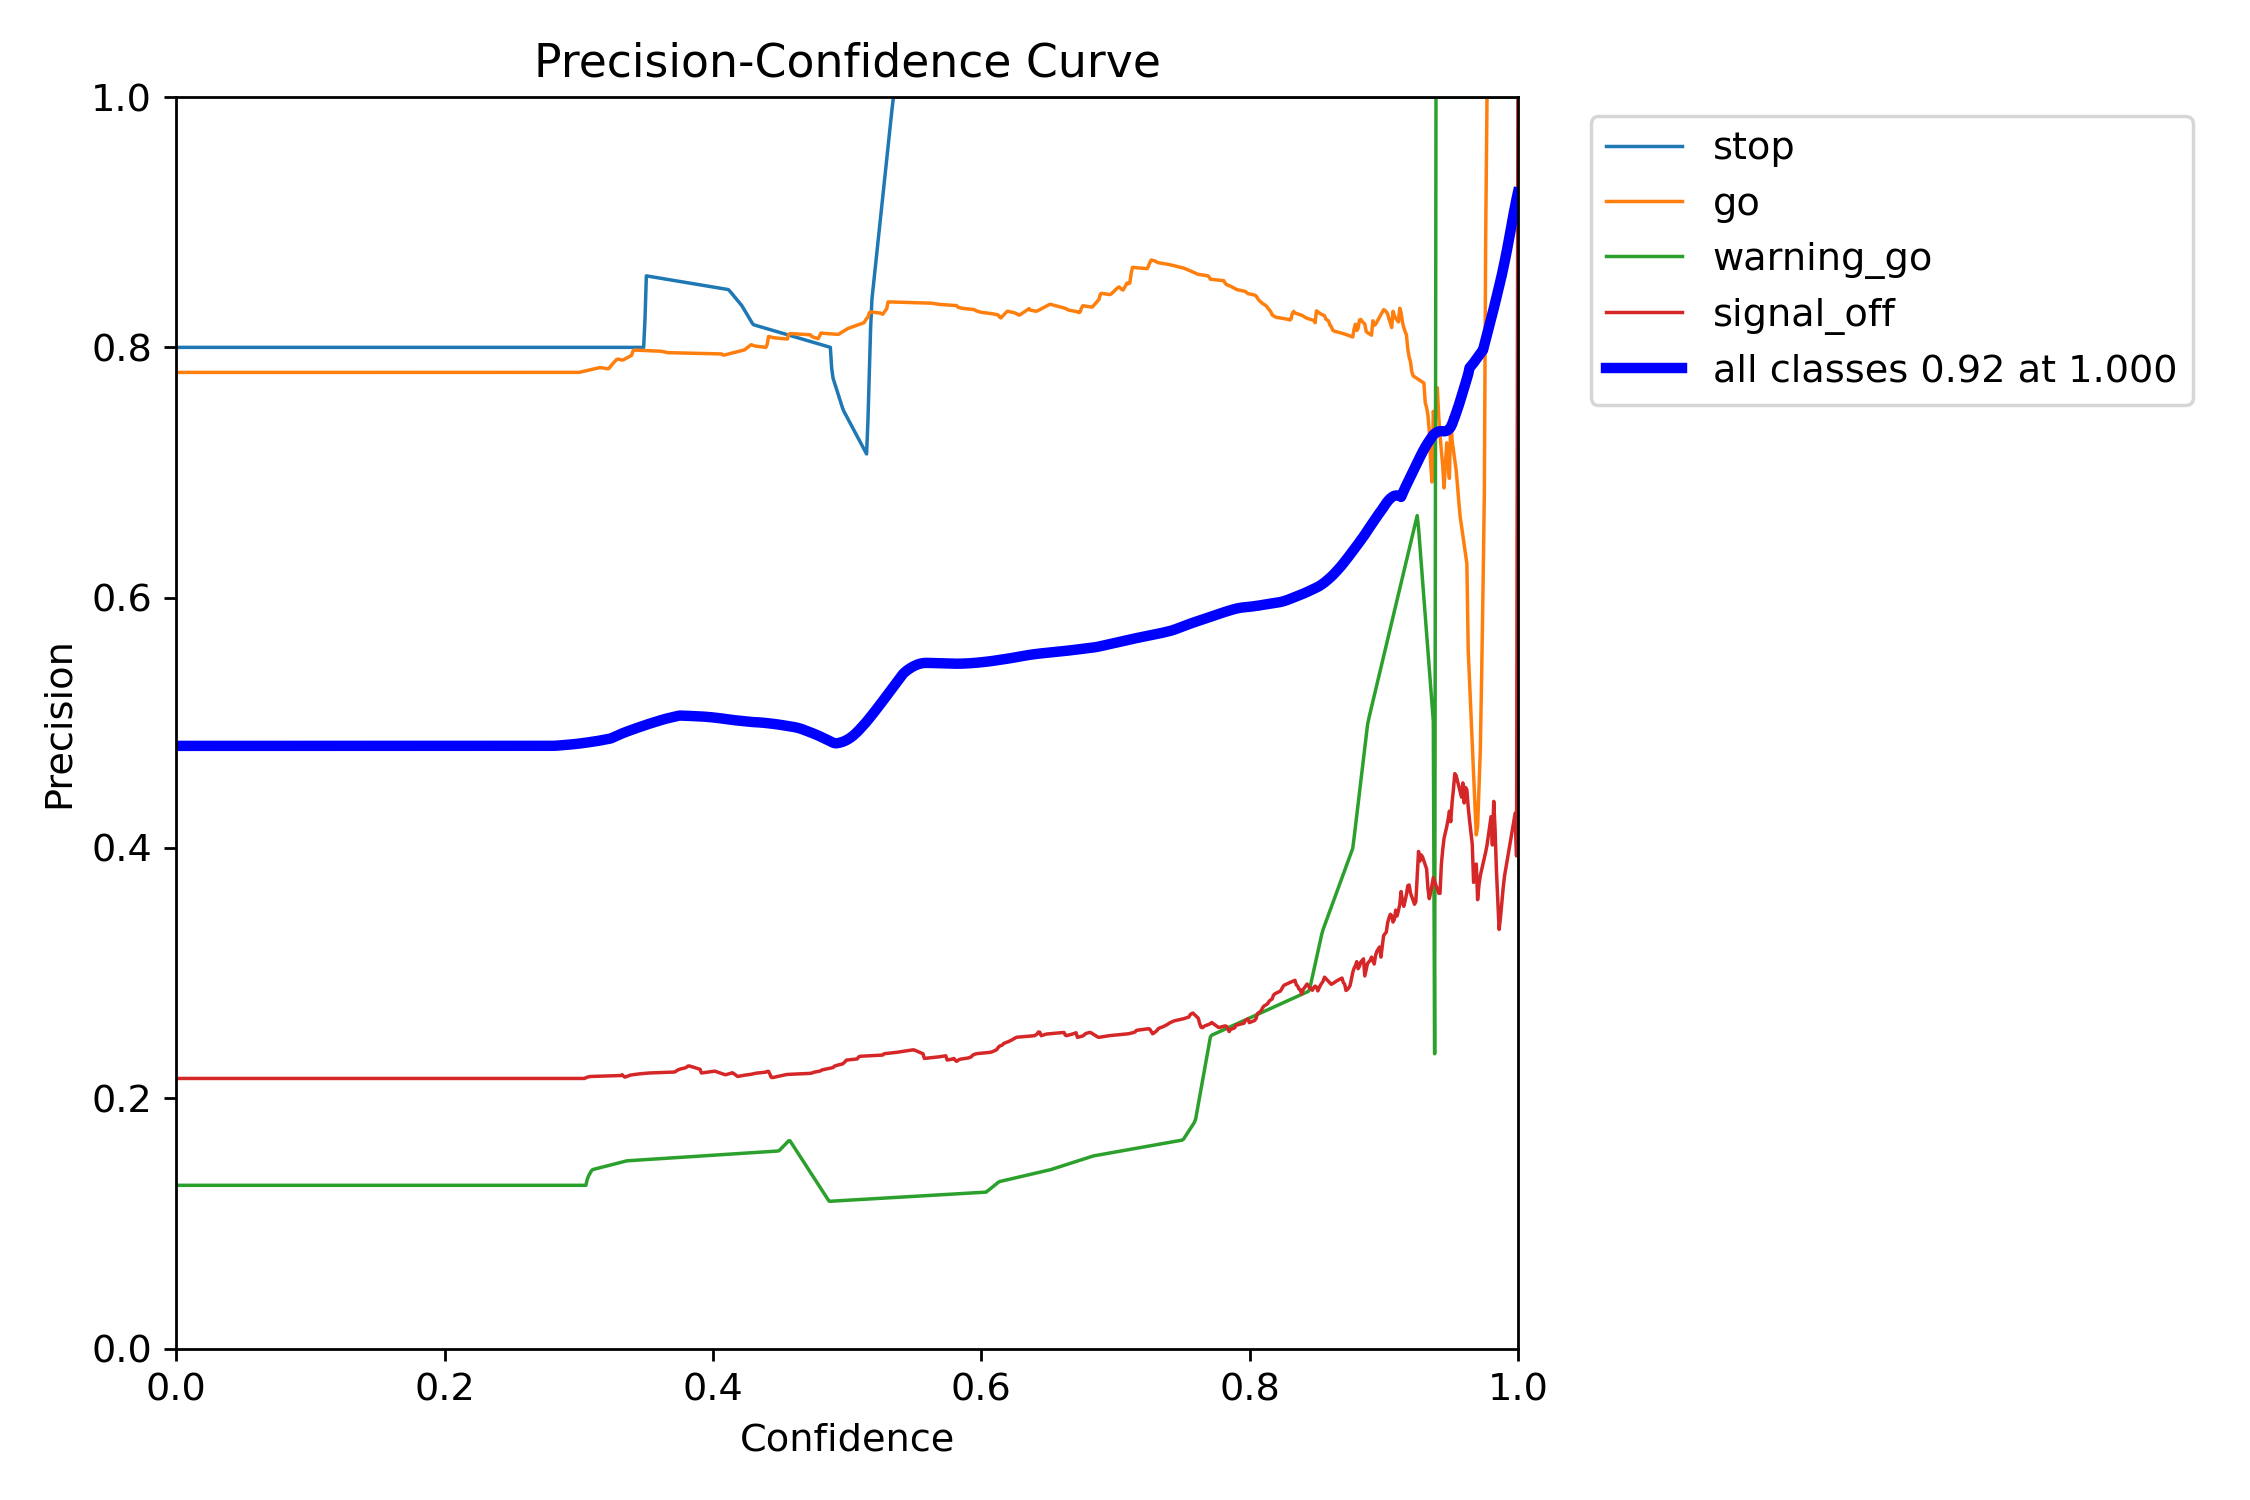 Precision-Confidence Curve
1.0
0.8
0.6
0.4
0.2
0.0
Precision
0.0 0.2 0.4 0.6 0.8 1.0
Confidence
stop
go
warning_go
signal_off
all classes 0.92 at 1.000